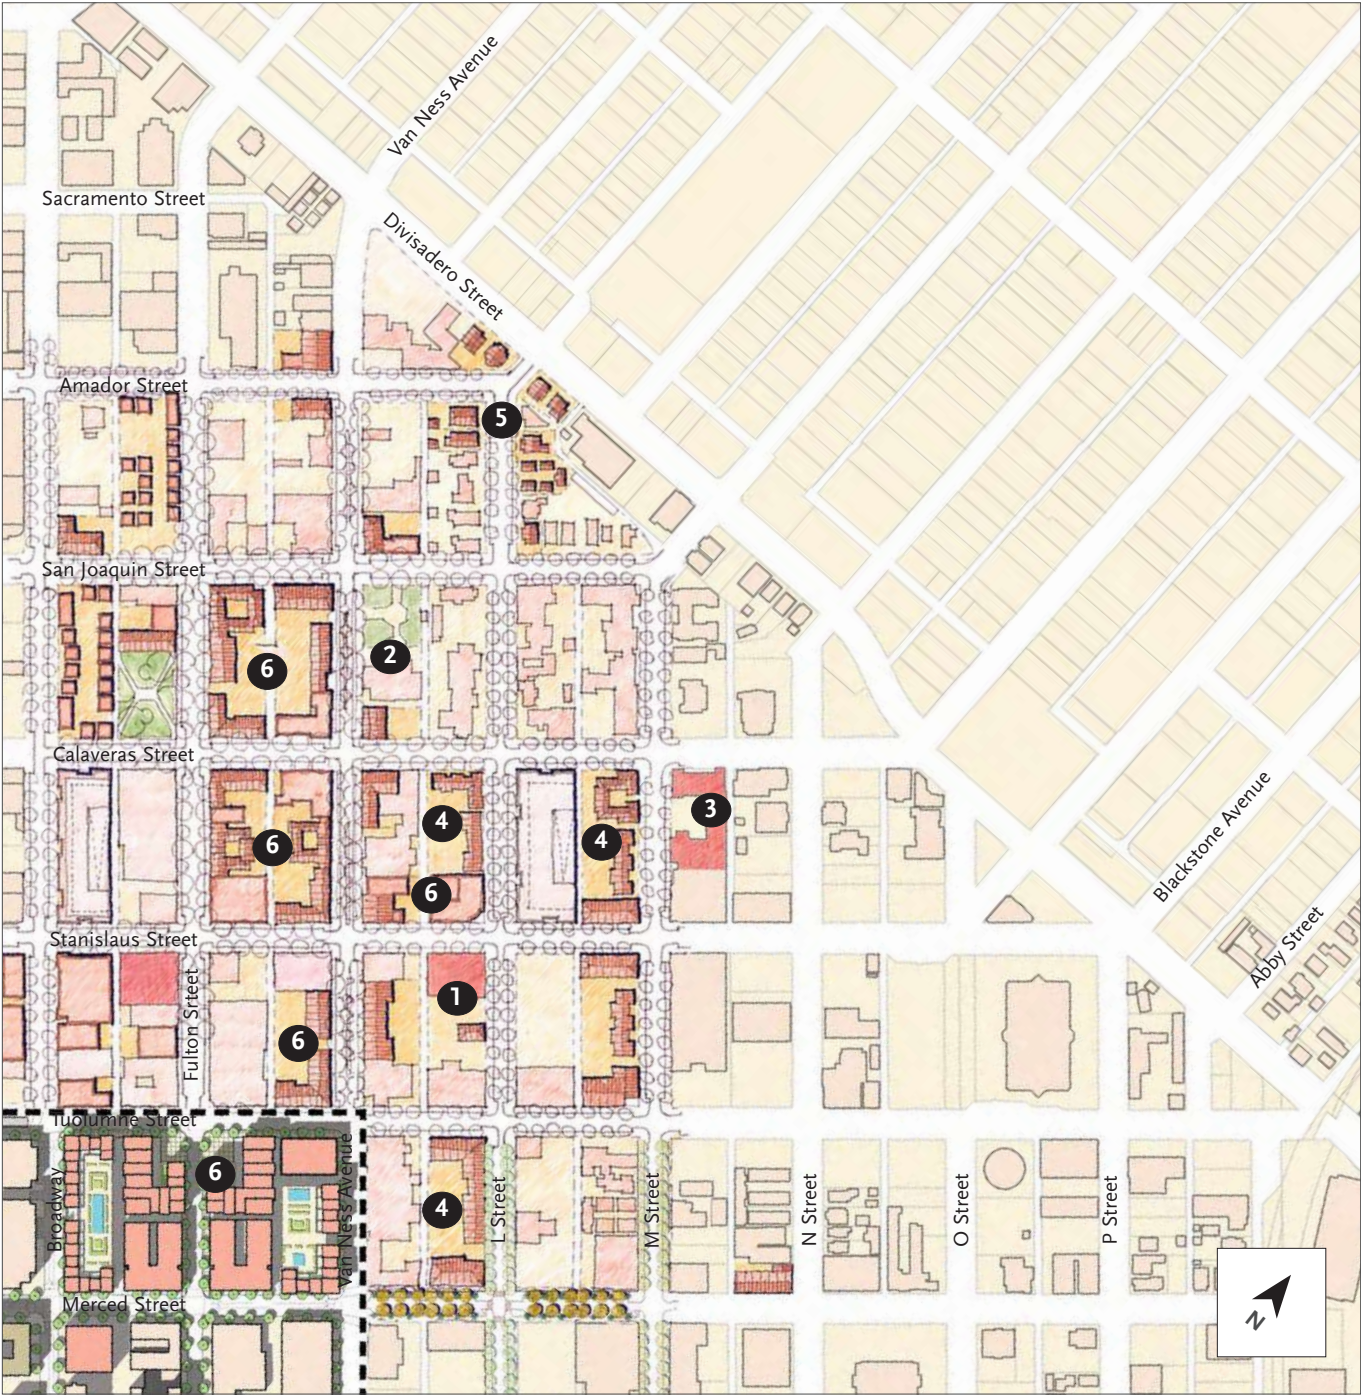 Van Ness Avenue
Sacramento Street
Divisadero Street
Amador Street
5
San Joaquin Street
6
2
Calaveras Street
3
4
4
6
6
Blackstone Avenue
Stanislaus Street
Abby Street
1
Fulton Srteet
6
Tuolumne Street
6
Broadway
Van Ness Avenue
4
L Street
M Street
N Street
O Street
P Street
Merced Street
N